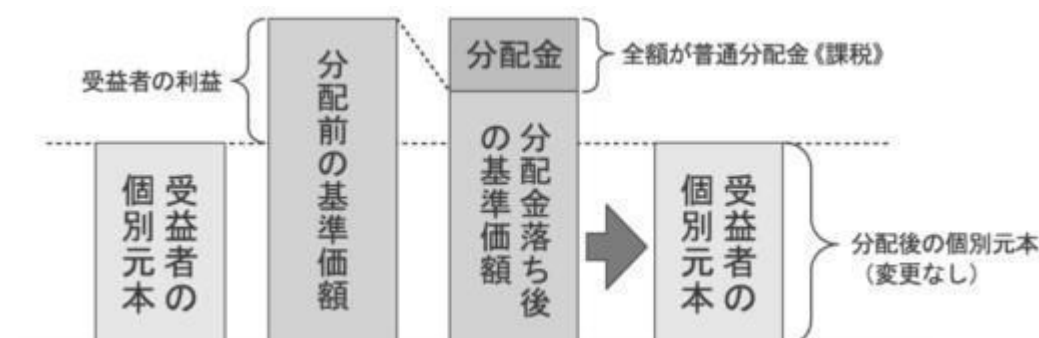 受益者の利益
分配前の基準価額
分配金
全額が普通分配金《課税》
受益者の
個別元本
分配金落ち後
の基準価額
受益者の
個別元本
分配後の個別元本
（変更なし）